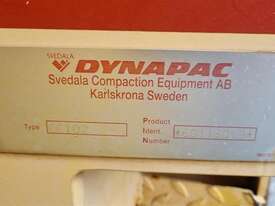 SVEDALA
DYNAPAC
Svedala Compaction Equipment AB
Karlskrona Sweden
Product
Type Ident.
Number